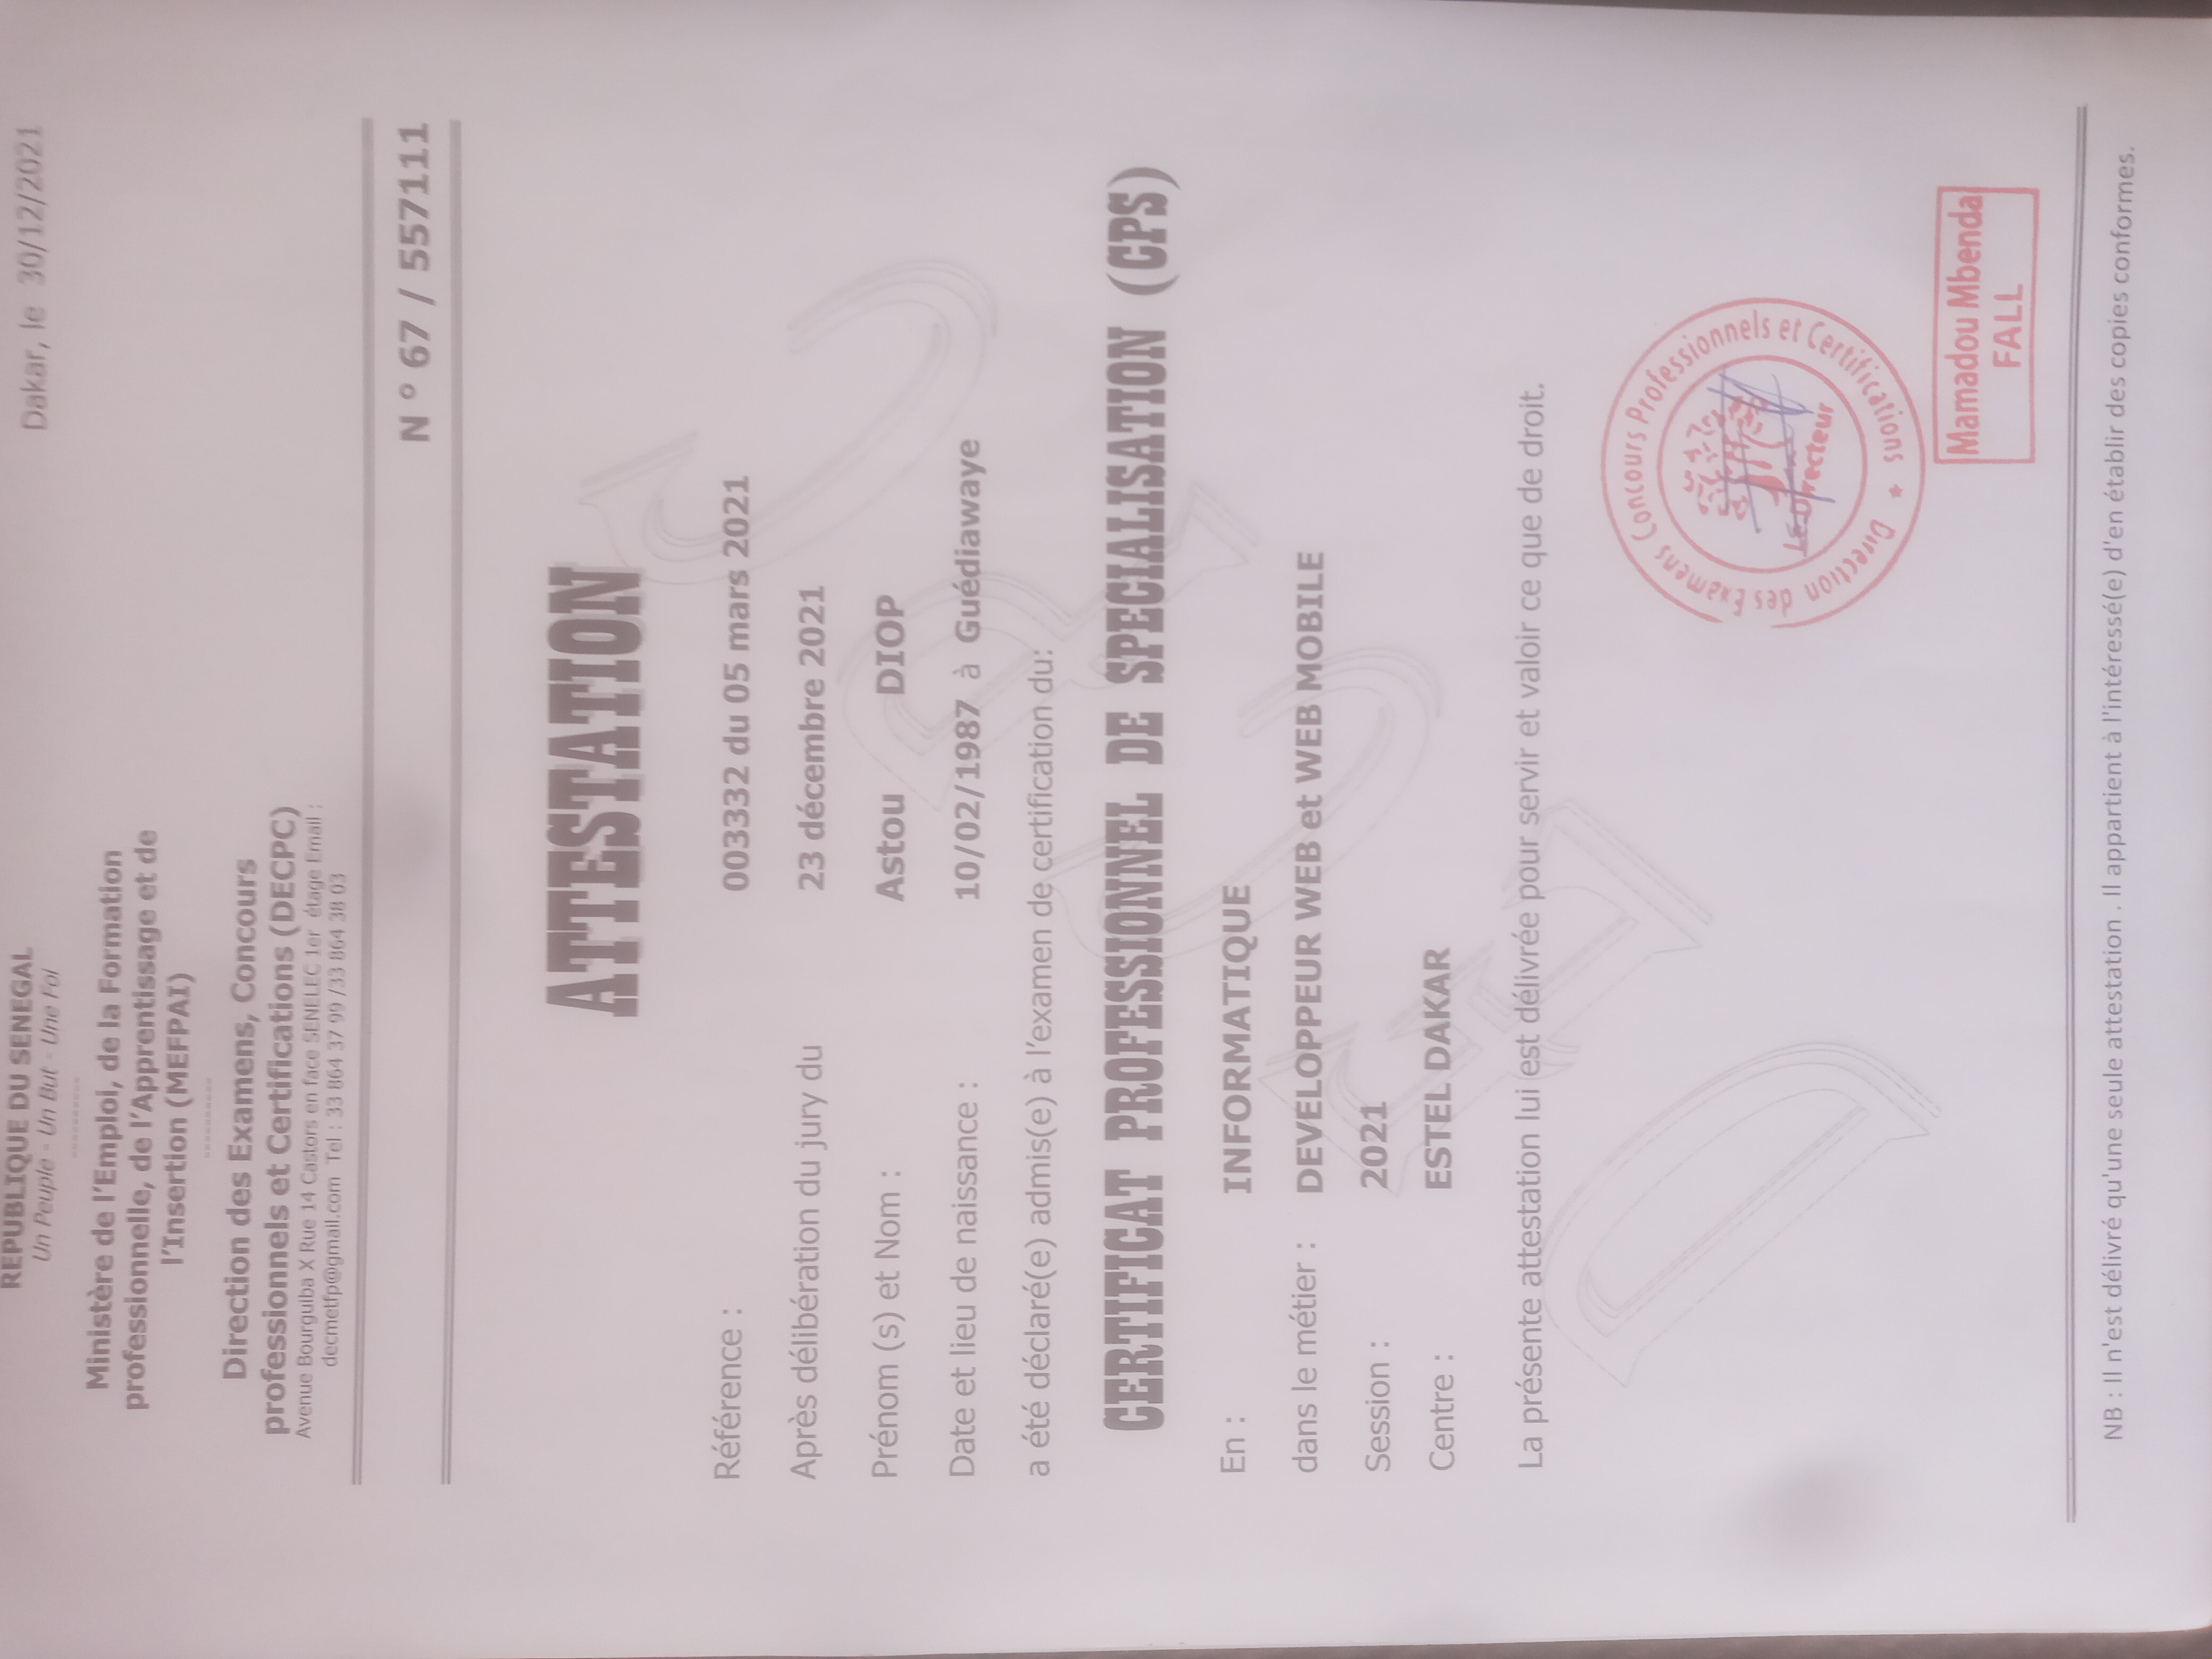 REPUBLIQUE DU SENEGAL
Un Peuple - Un But - Une Foi
----------
Dakar, le 30/12/2021
Ministère de l'Emploi, de la Formation
professionnelle, de l'Apprentissage et de
l'Insertion (MEFPAI)
----------
Direction des Examens, Concours
professionnels et Certifications (DECPC)
Avenue Bourguiba X Rue 14 Castors en face SENELEC 1er étage Email :
decmetfp@gmail.com Tel : 33 864 37 99 /33 864 38 03
N ° 67 / 557111
ATTESTATION
Référence : 003332 du 05 mars 2021
Après délibération du jury du 23 décembre 2021
Prénom (s) et Nom : Astou DIOP
Date et lieu de naissance : 10/02/1987 à Guédiawaye
a été déclaré(e) admis(e) à l'examen de certification du:
CERTIFICAT PROFESSIONNEL DE SPECIALISATION (CPS)
En : INFORMATIQUE
dans le métier : DEVELOPPEUR WEB et WEB MOBILE
Session : 2021
Centre : ESTEL DAKAR
La présente attestation lui est délivrée pour servir et valoir ce que de droit.
DECPC
Direction des Examens Concours Professionnels et Certifications *
Le Directeur
Mamadou Mbenda
FALL
NB : Il n'est délivré qu'une seule attestation . Il appartient à l'intéressé(e) d'en établir des copies conformes.